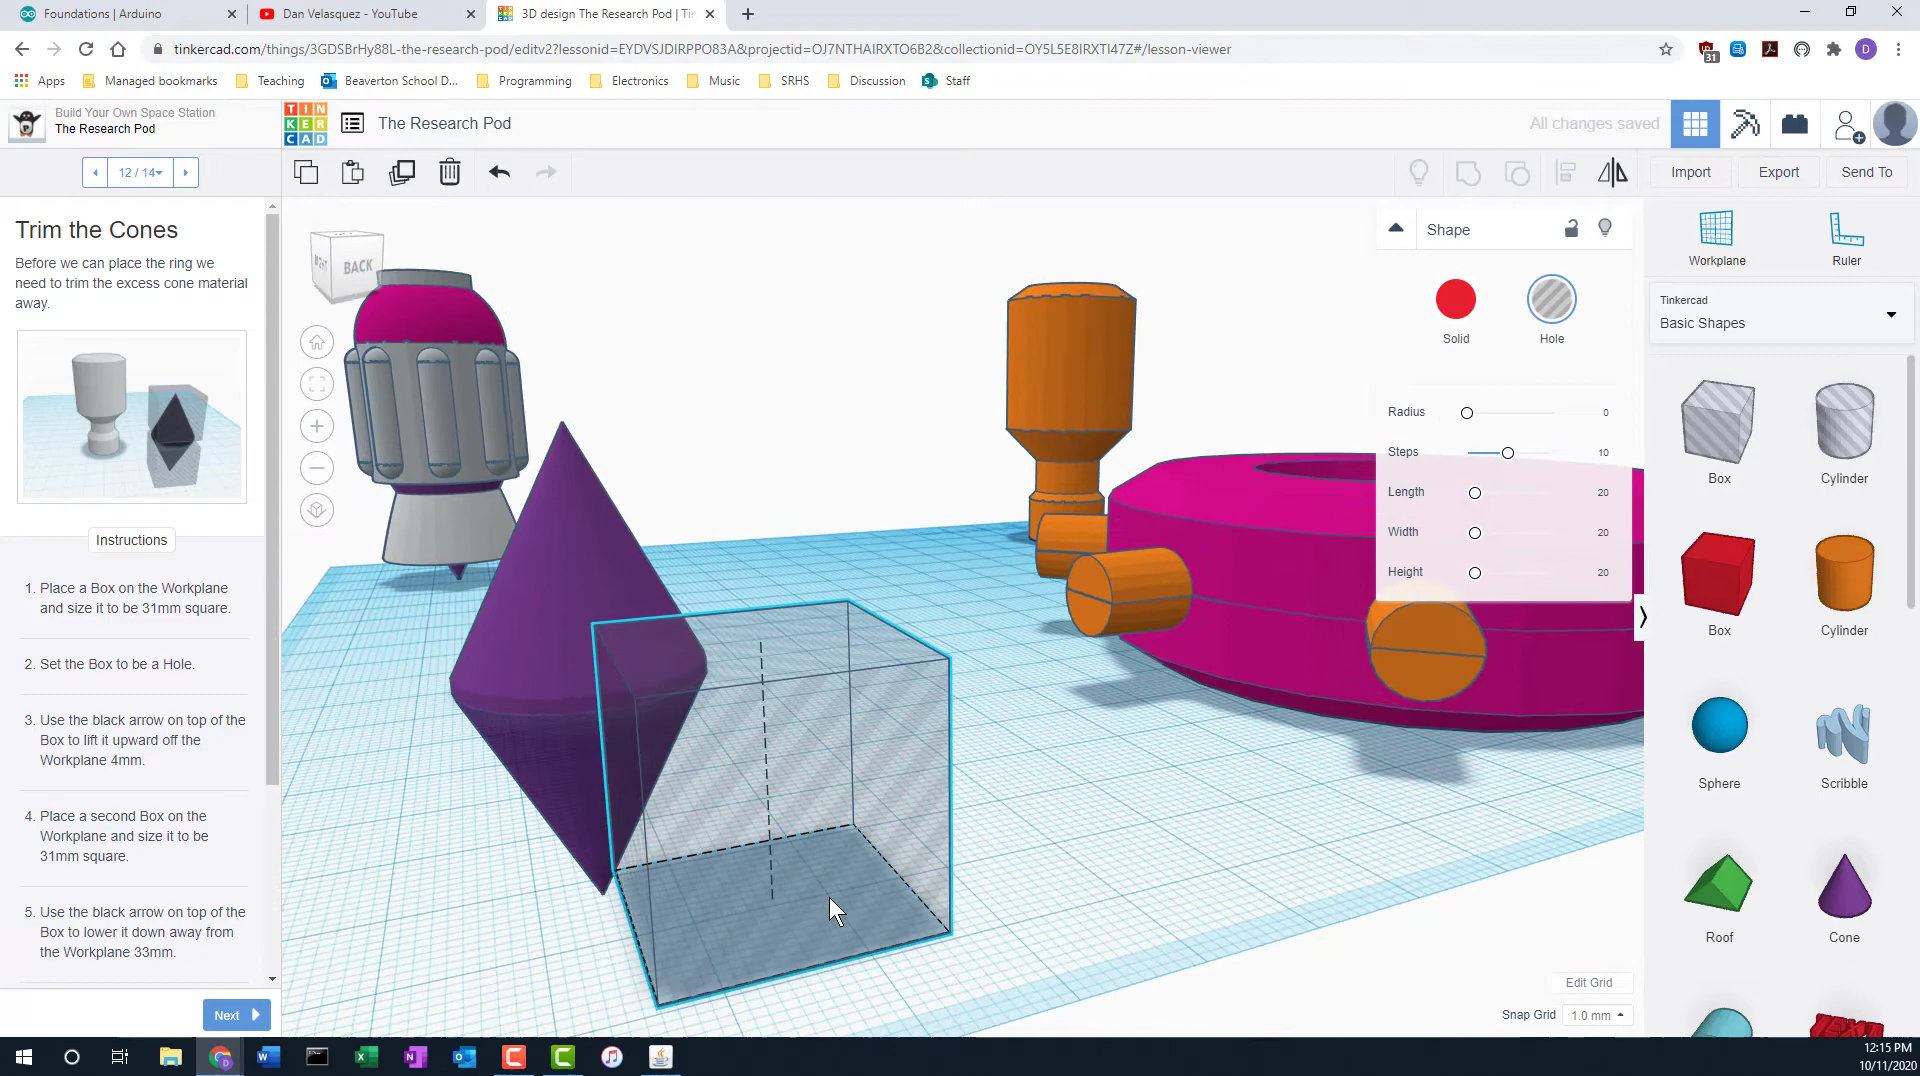 Foundations | Arduino
Dan Velasquez - YouTube
3D design The Research Pod | Tin
tinkercad.com/things/3GDSBrHy88L-the-research-pod/editv2?lessonid=EYDVSJDIRPPO83A&projectid=OJ7NTHAIRXTO6B2&collectionid=OY5L5E8IRXTI47Z#/lesson-viewer
31
D
Apps
Managed bookmarks
Teaching
Beaverton School D...
Programming
Electronics
Music
SRHS
Discussion
Staff
Build Your Own Space Station
The Research Pod
TIN
KER
CAD
The Research Pod
All changes saved
12 / 14
Import
Export
Send To
Trim the Cones
Before we can place the ring we
need to trim the excess cone material
away.
Instructions
1. Place a Box on the Workplane
and size it to be 31mm square.
2. Set the Box to be a Hole.
3. Use the black arrow on top of the
Box to lift it upward off the
Workplane 4mm.
4. Place a second Box on the
Workplane and size it to be
31mm square.
5. Use the black arrow on top of the
Box to lower it down away from
the Workplane 33mm.
Next
BACK
Shape
Solid
Hole
Radius 0
Steps 10
Length 20
Width 20
Height 20
Workplane
Ruler
Tinkercad
Basic Shapes
Box
Cylinder
Box
Cylinder
Sphere
Scribble
Roof
Cone
TEXT
Edit Grid
Snap Grid 1.0 mm
12:15 PM
10/11/2020